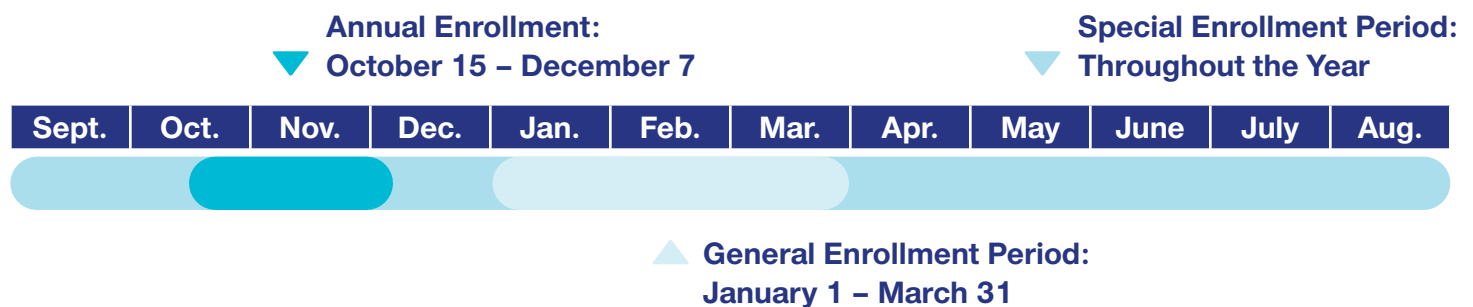 Annual Enrollment:
October 15 – December 7
Special Enrollment Period:
Throughout the Year
Sept. Oct. Nov. Dec. Jan. Feb. Mar. Apr. May June July Aug.
General Enrollment Period:
January 1 – March 31